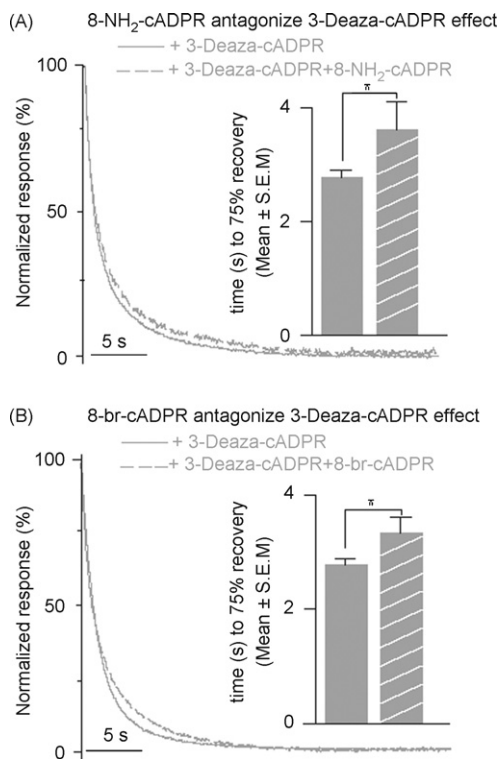 (A) 8-NH₂-cADPR antagonize 3-Deaza-cADPR effect
+ 3-Deaza-cADPR
+ 3-Deaza-cADPR+8-NH₂-cADPR
100
50
0
Normalized response (%)
5 s
time (s) to 75% recovery
(Mean ± S.E.M)
4
2
0
*
(B) 8-br-cADPR antagonize 3-Deaza-cADPR effect
+ 3-Deaza-cADPR
+ 3-Deaza-cADPR+8-br-cADPR
100
50
0
Normalized response (%)
5 s
time (s) to 75% recovery
(Mean ± S.E.M)
4
2
0
*